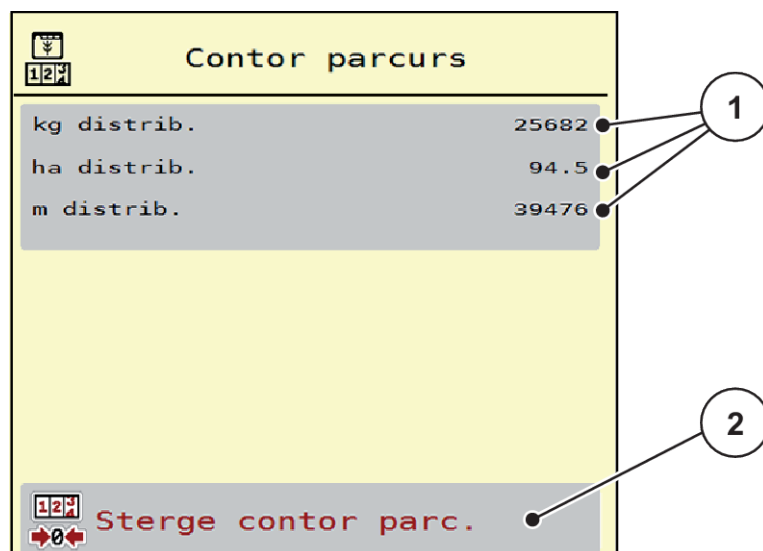 Contor parcurs
kg distrib. 25682
ha distrib. 94.5
m distrib. 39476
1
2
Sterge contor parc.